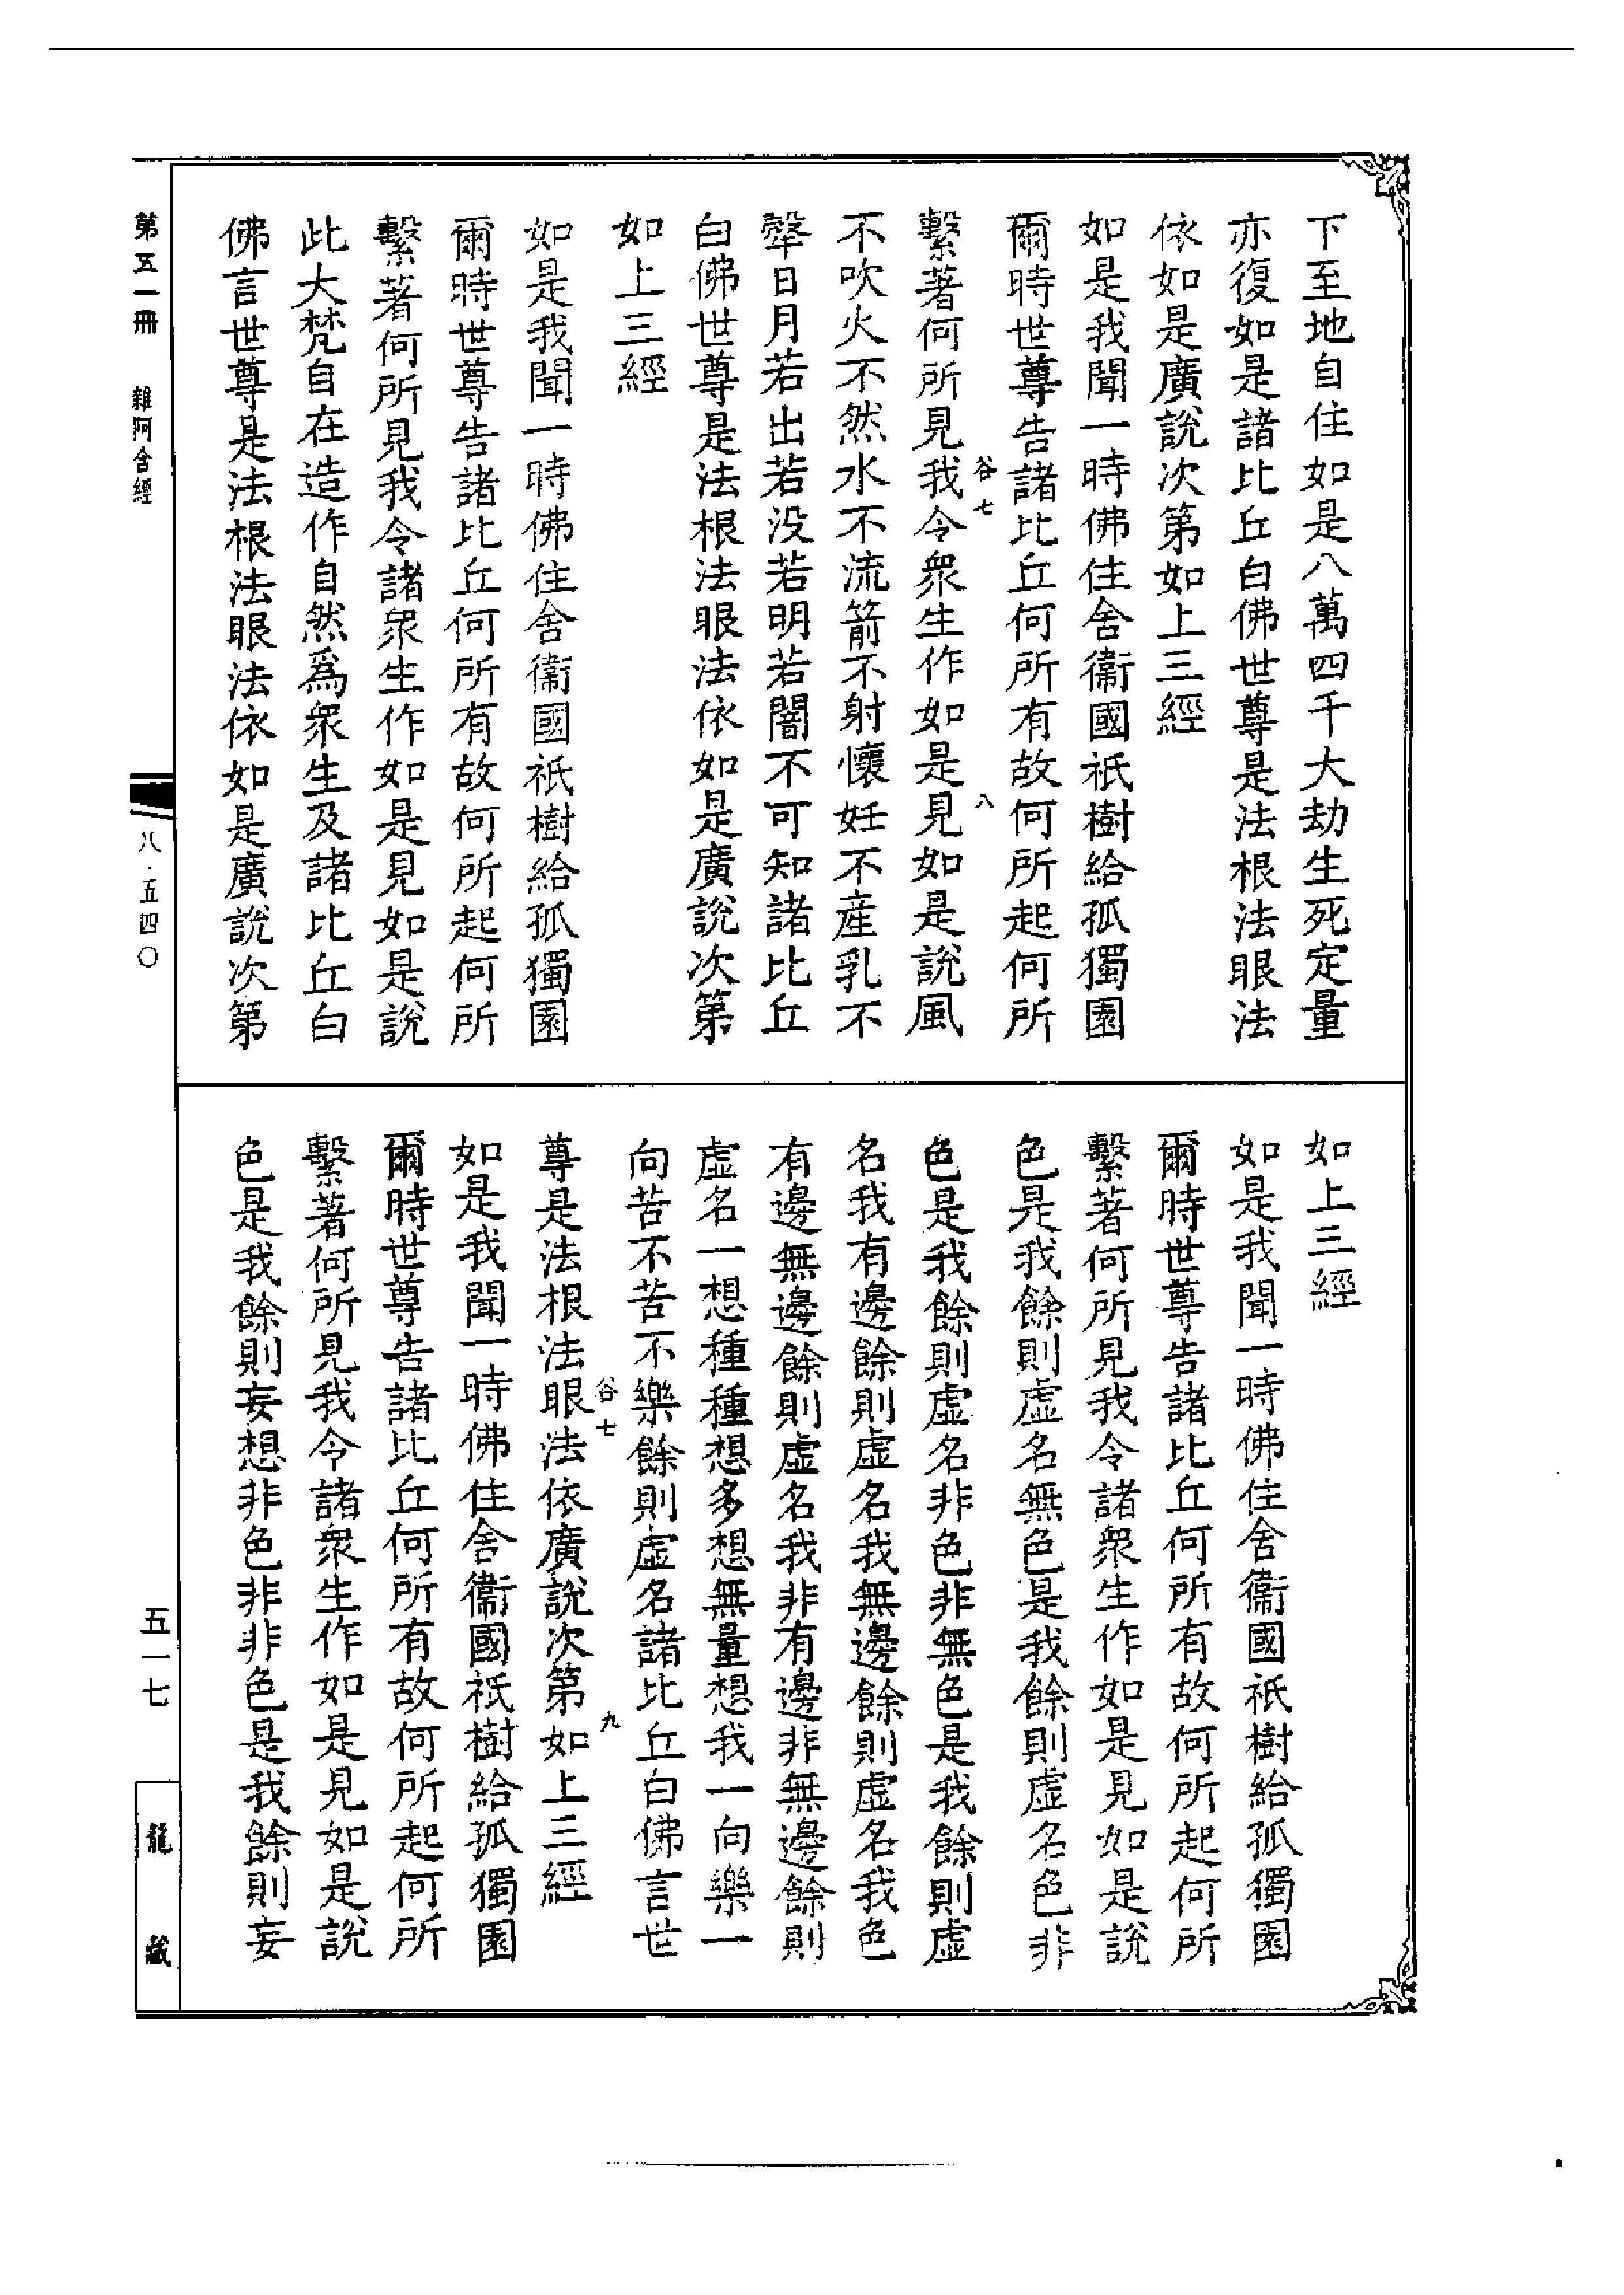 下至地自住如是八萬四千大劫生死定量
亦復如是諸比丘白佛世尊是法根法眼法
依如是廣說次第如上三經
如是我聞一時佛住舍衞國祇樹給孤獨園
爾時世尊告諸比丘何所有故何所起何所
谷七
八
繫著何所見我令衆生作如是見如是說風
不吹火不然水不流箭不射懷妊不產乳不
犛日月若出若没若明若闇不可知諸比丘
白佛世尊是法根法眼法依如是廣說次第
如上三經
如是我聞一時佛住舍衞國祇樹給孤獨園
爾時世尊告諸比丘何所有故何所起何所
繫著何所見我令諸衆生作如是見如是說
此大梵自在造作自然爲衆生及諸比丘白
佛言世尊是法根法眼法依如是廣說次第
如上三經
如是我聞一時佛住舍衞國祇樹給孤獨園
爾時世尊告諸比丘何所有故何所起何所
繫著何所見我令諸衆生作如是見如是說
色是我餘則虛名無色是我餘則虛名色非
色是我餘則虛名非色非無色是我餘則虛
名我有邊餘則虛名我無邊餘則虛名我色
有邊無邊餘則虛名我非有邊非無邊餘則
虛名一想種種想多想無量想我一向樂一
向苦不苦不樂餘則虛名諸比丘白佛言世
谷七
九
尊是法根法眼法依廣說次第如上三經
如是我聞一時佛住舍衞國祇樹給孤獨園
爾時世尊告諸比丘何所有故何所起何所
繫著何所見我令諸衆生作如是見如是說
色是我餘則妄想非色非非色是我餘則妄
第五一冊
雜阿含經
八·五四〇
五一七
龍藏